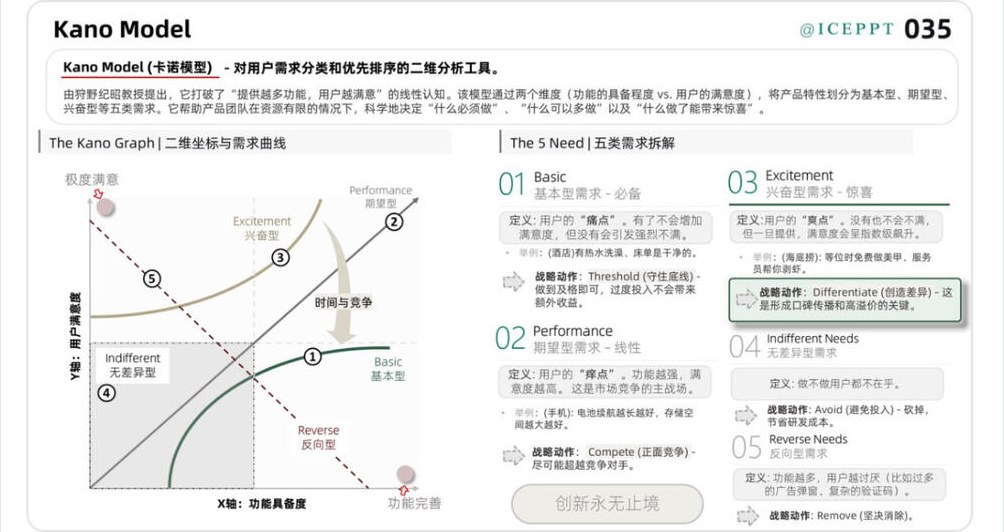 Kano Model
@ICEPPT 035
Kano Model (卡诺模型) - 对用户需求分类和优先排序的二维分析工具。
由狩野纪昭教授提出，它打破了“提供越多功能，用户越满意”的线性认知。该模型通过两个维度（功能的具备程度 vs. 用户的满意度），将产品特性划分为基本型、期望型、
兴奋型等五类需求。它帮助产品团队在资源有限的情况下，科学地决定“什么必须做”、“什么可以多做”以及“什么做了能带来惊喜”。
The Kano Graph | 二维坐标与需求曲线
极度满意
Performance
期望型
②
Excitement
兴奋型
③
⑤
时间与竞争
Y轴：用户满意度
Indifferent
无差异型
④
①
Basic
基本型
Reverse
反向型
X轴：功能具备度
功能完善
The 5 Need | 五类需求拆解
01 Basic
基本型需求 - 必备
定义: 用户的“痛点”。有了不会增加
满意度，但没有会引发强烈不满。
• 举例：(酒店)有热水洗澡、床单是干净的。
战略动作：Threshold (守住底线) -
做到及格即可，过度投入不会带来
额外收益。
02 Performance
期望型需求 – 线性
定义: 用户的“痒点”。功能越强，满
意度越高。这是市场竞争的主战场。
• 举例：(手机): 电池续航越长越好，存储空
间越大越好。
战略动作：Compete (正面竞争) -
尽可能超越竞争对手。
创新永无止境
03 Excitement
兴奋型需求 - 惊喜
定义:用户的“爽点”。没有也不会不满，
但一旦提供，满意度会呈指数级飙升。
• 举例：(海底捞): 等位时免费做美甲、服务
员帮你剥虾。
战略动作：Differentiate (创造差异) - 这
是形成口碑传播和高溢价的关键。
04 Indifferent Needs
无差异型需求
定义: 做不做用户都不在乎。
战略动作：Avoid (避免投入) - 砍掉，
节省研发成本。
05 Reverse Needs
反向型需求
定义: 功能越多，用户越讨厌（比如过多
的广告弹窗、复杂的验证码）。
战略动作：Remove (坚决消除)。